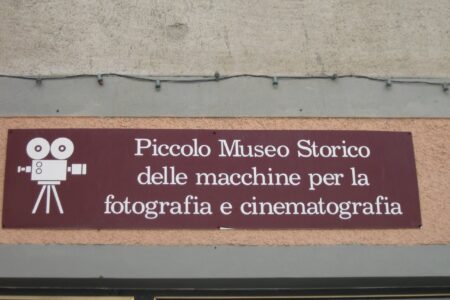 Piccolo Museo Storico
delle macchine per la
fotografia e cinematografia